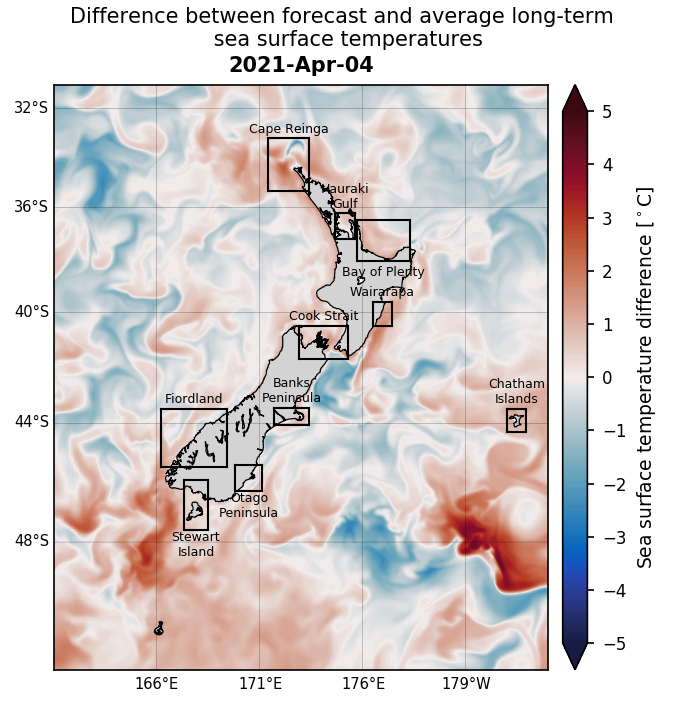 Difference between forecast and average long-term
sea surface temperatures
2021-Apr-04
32°S
36°S
40°S
44°S
48°S
Cape Reinga
Hauraki
Gulf
Bay of Plenty
Wairarapa
Cook Strait
Banks
Peninsula
Fiordland
Chatham
Islands
Otago
Peninsula
Stewart
Island
166°E
171°E
176°E
179°W
5
4
3
2
1
0
−1
−2
−3
−4
−5
Sea surface temperature difference [°C]